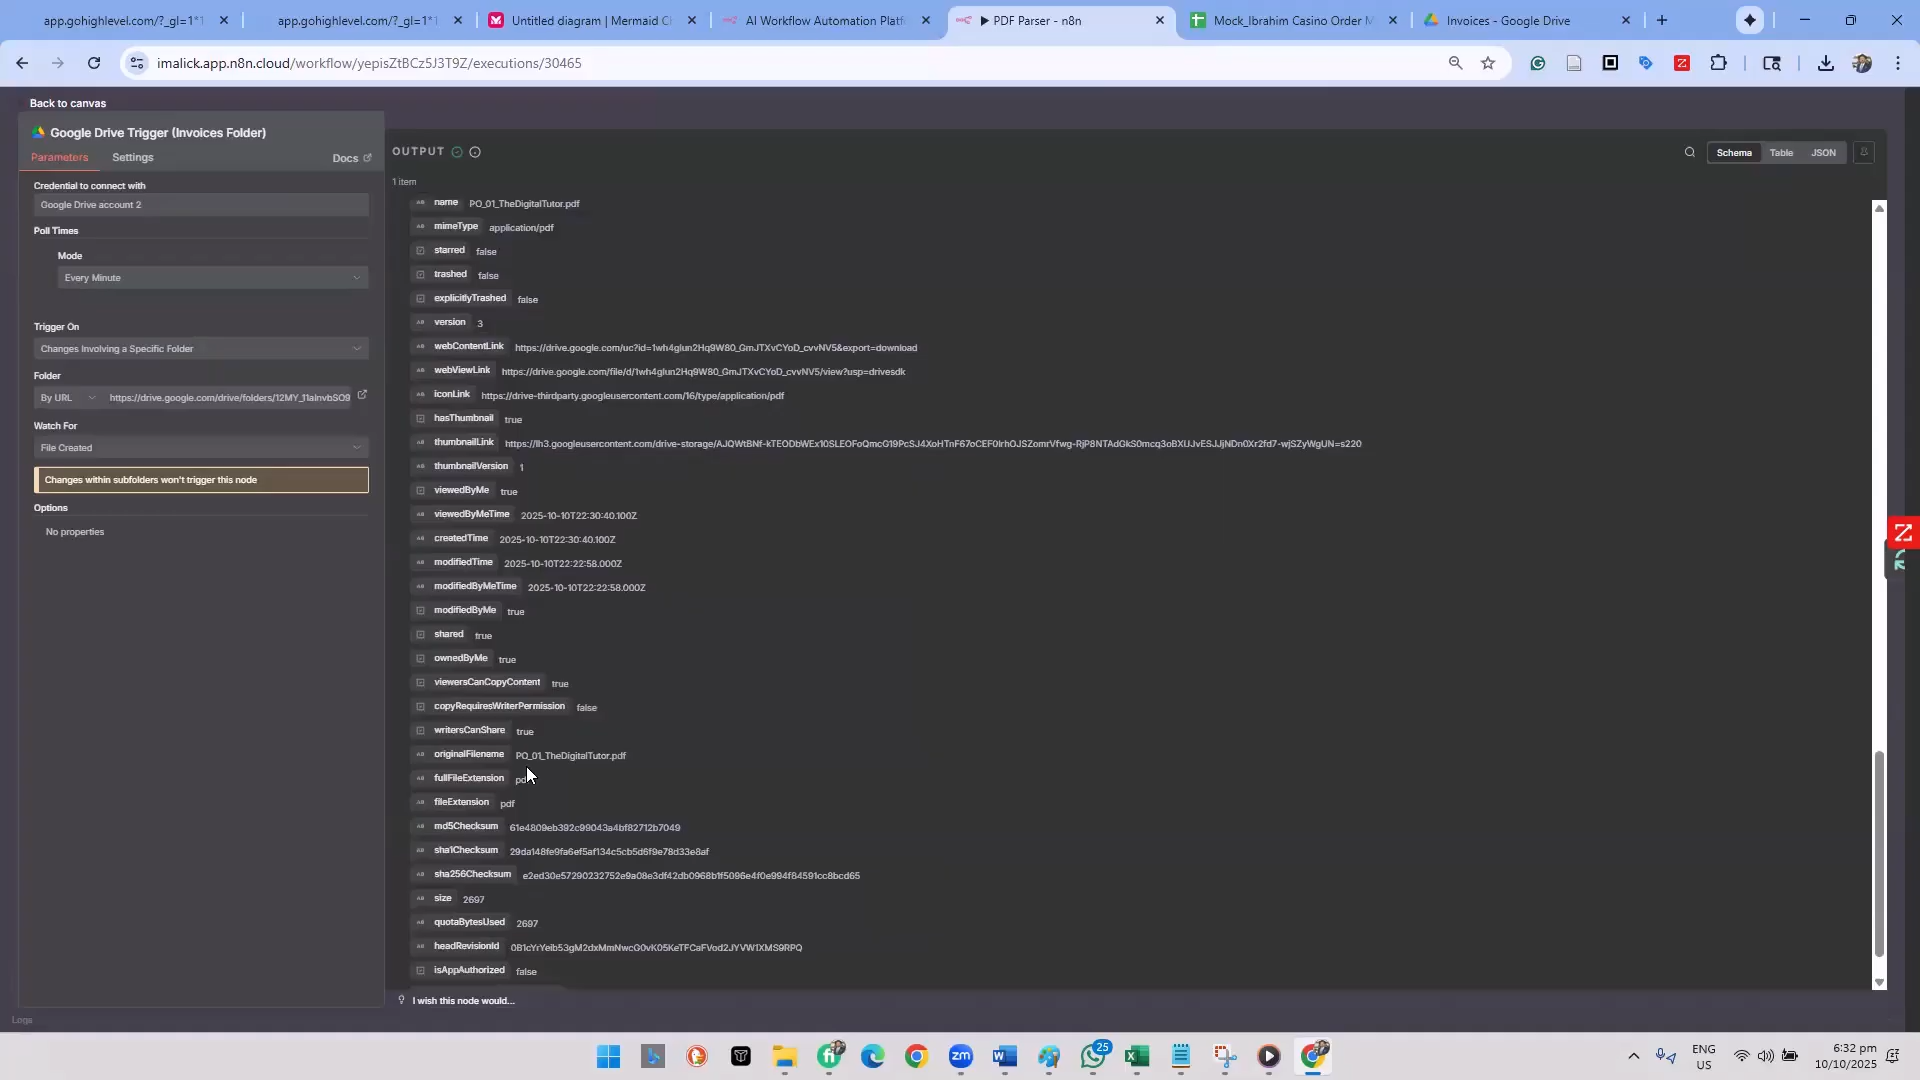 app.gohighlevel.com/?_gl=1*1
app.gohighlevel.com/?_gl=1*1
Untitled diagram | Mermaid C
AI Workflow Automation Platf
▶ PDF Parser - n8n
Mock_Ibrahim Casino Order M
Invoices - Google Drive
imalick.app.n8n.cloud/workflow/yepisZtBCz5J3T9Z/executions/30465
Back to canvas
Google Drive Trigger (Invoices Folder)
Parameters
Settings
Docs
Credential to connect with
Google Drive account 2
Poll Times
Mode
Every Minute
Trigger On
Changes Involving a Specific Folder
Folder
By URL
Watch For
File Created
Changes within subfolders won't trigger this node
Options
No properties
OUTPUT
Schema
Table
JSON
1 item
name PO_01_TheDigitalTutor.pdf
mimeType application/pdf
starred false
trashed false
explicitlyTrashed false
version 3
webContentLink
webViewLink
iconLink https://drive-thirdparty.googleusercontent.com/16/type/application/pdf
hasThumbnail true
thumbnailLink
thumbnailVersion 1
viewedByMe true
viewedByMeTime 2025-10-10T22:30:40.100Z
createdTime 2025-10-10T22:30:40.100Z
modifiedTime 2025-10-10T22:22:58.000Z
modifiedByMeTime 2025-10-10T22:22:58.000Z
modifiedByMe true
shared true
ownedByMe true
viewersCanCopyContent true
copyRequiresWriterPermission false
writersCanShare true
originalFilename PO_01_TheDigitalTutor.pdf
fullFileExtension
fileExtension pdf
md5Checksum 61e4809eb392c99043a4bf82712b7049
sha1Checksum 29da148fe9fa6ef5af134c5cb5d6f9e78d33e8af
sha256Checksum e2ed30e57290232752e9a08e3df42db0968b1f5096e4f0e994f84591cc8bcd65
size 2697
quotaBytesUsed 2697
headRevisionId
isAppAuthorized false
I wish this node would...
Logs
25
ENG
US
6:32 pm
10/10/2025